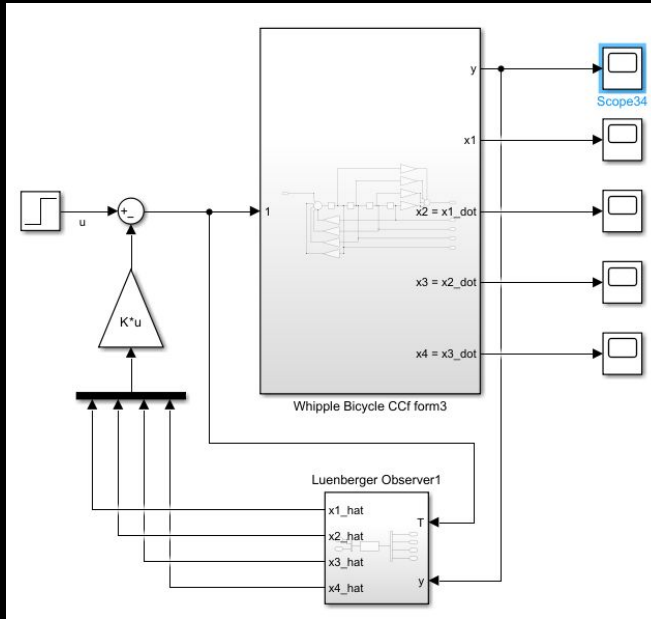 y
Scope34
x1
+
-
1
x2 = x1_dot
u
x3 = x2_dot
K*u
x4 = x3_dot
Whipple Bicycle CCf form3
Luenberger Observer1
x1_hat
T
x2_hat
x3_hat
y
x4_hat